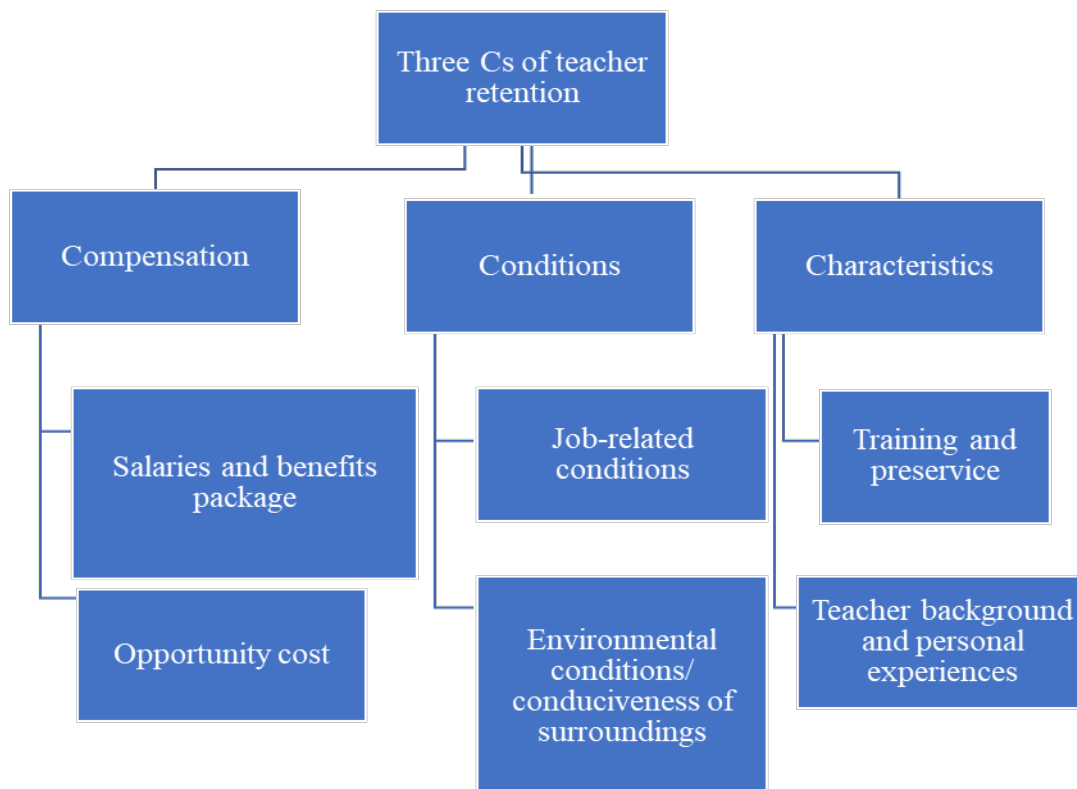 Three Cs of teacher
retention
Compensation
Conditions
Characteristics
Salaries and benefits
package
Opportunity cost
Job-related
conditions
Environmental
conditions/
conduciveness of
surroundings
Training and
preservice
Teacher background
and personal
experiences